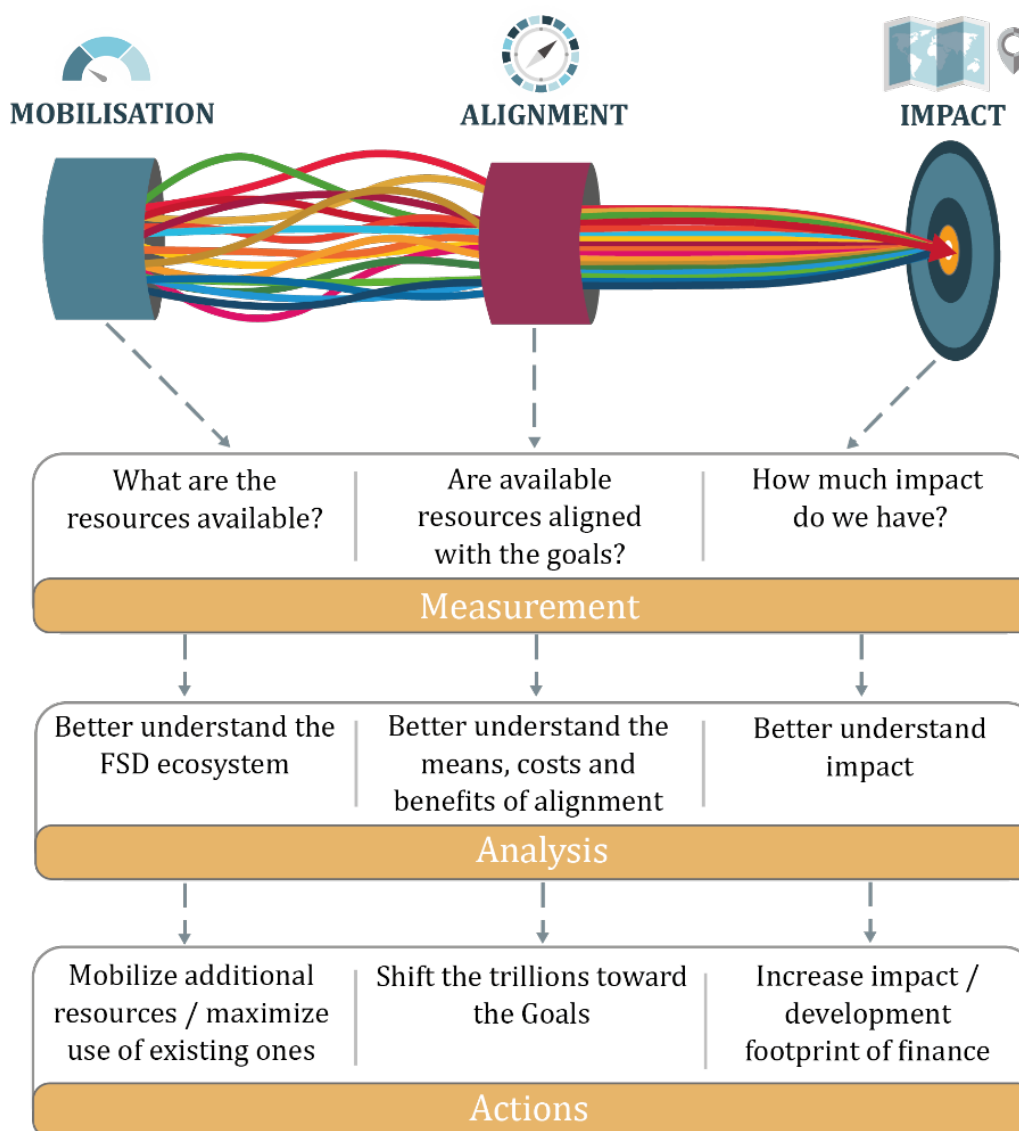 MOBILISATION
ALIGNMENT
IMPACT
What are the
resources available?
Are available
resources aligned
with the goals?
How much impact
do we have?
Measurement
Better understand the
FSD ecosystem
Better understand the
means, costs and
benefits of alignment
Better understand
impact
Analysis
Mobilize additional
resources / maximize
use of existing ones
Shift the trillions toward
the Goals
Increase impact /
development
footprint of finance
Actions